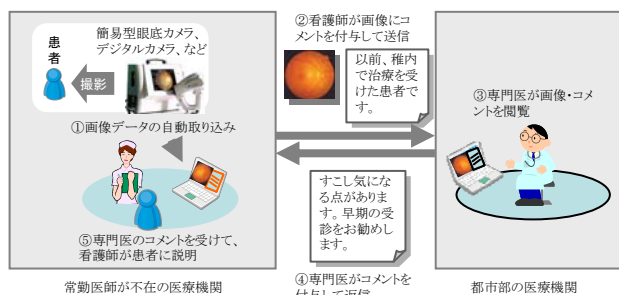 患者
簡易型眼底カメラ、
デジタルカメラ、など
撮影
①画像データの自動取り込み
⑤専門医のコメントを受けて、
看護師が患者に説明
常勤医師が不在の医療機関
②看護師が画像にコ
メントを付与して送信
以前、稚内
で治療を受
けた患者で
す。
すこし気にな
る点がありま
す。早期の受
診をお勧めし
ます。
④専門医がコメントを
付与して返信
③専門医が画像・コメ
ントを閲覧
都市部の医療機関